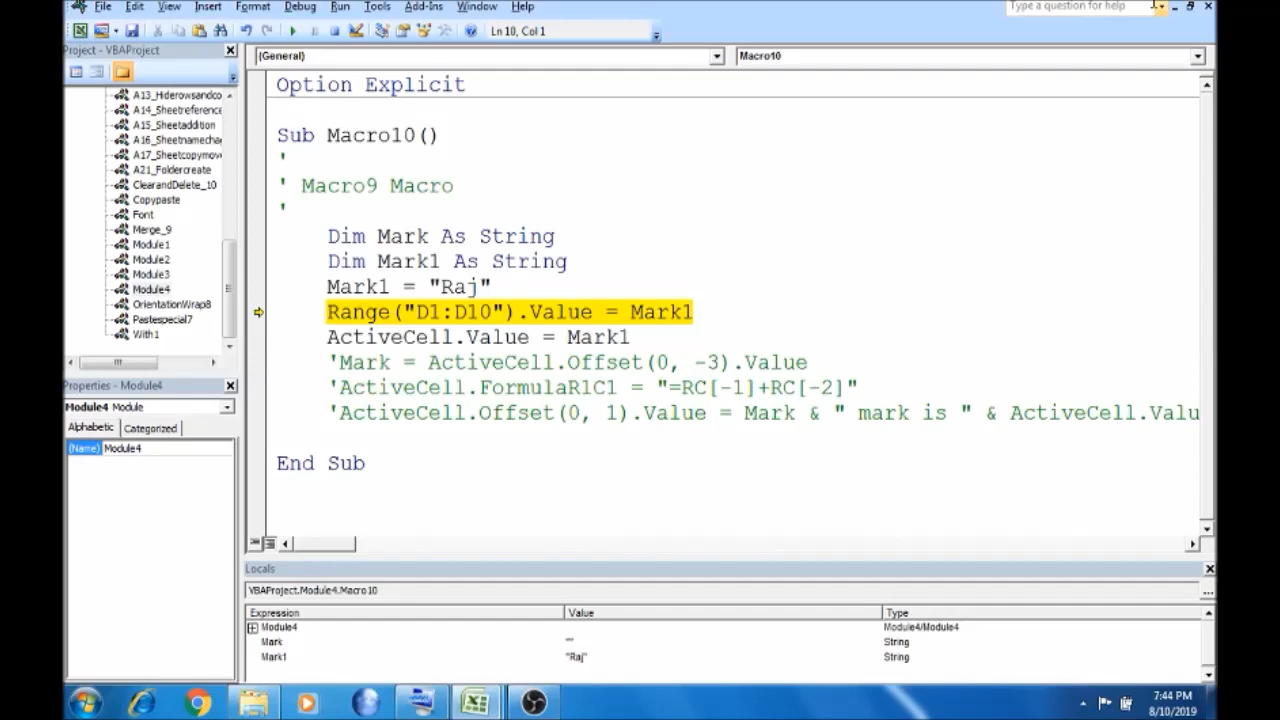 File Edit View Insert Format Debug Run Tools Add-Ins Window Help
Type a question for help
Ln 10, Col 1
Project - VBAProject
(General)
Macro10
A13_Hiderowsandco
A14_Sheetreference
A15_Sheetaddition
A16_Sheetnamechag
A17_Sheetcopymov
A21_Foldercreate
ClearandDelete_10
Copypaste
Font
Merge_9
Module1
Module2
Module3
Module4
OrientationWrap8
Pastespecial7
With1
Properties - Module4
Module4 Module
Alphabetic Categorized
(Name) Module4
Option Explicit
Sub Macro10()
'
' Macro9 Macro
'
Dim Mark As String
Dim Mark1 As String
Mark1 = "Raj"
Range("D1:D10").Value = Mark1
ActiveCell.Value = Mark1
'Mark = ActiveCell.Offset(0, -3).Value
'ActiveCell.FormulaR1C1 = "=RC[-1]+RC[-2]"
'ActiveCell.Offset(0, 1).Value = Mark & " mark is " & ActiveCell.Valu
End Sub
Locals
VBAProject.Module4.Macro10
Expression Value Type
Module4 Module4/Module4
Mark "" String
Mark1 "Raj" String
7:44 PM
8/10/2019